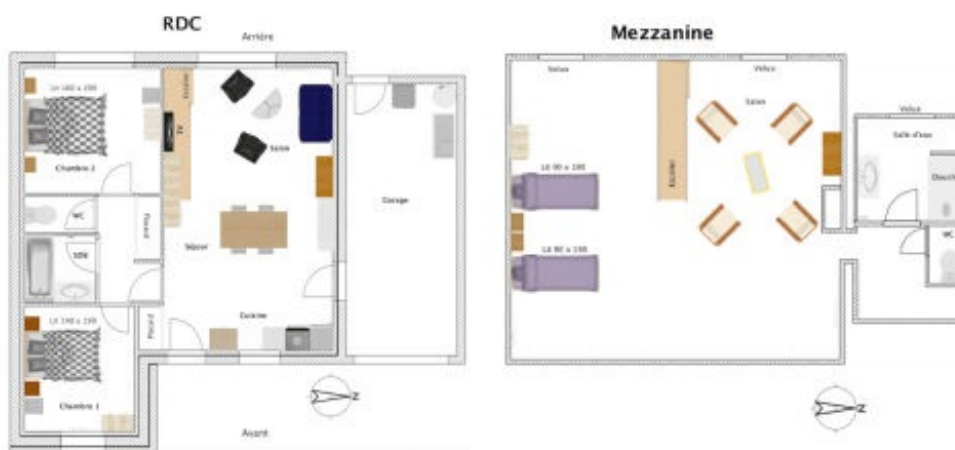 RDC
Arrière
Lit 160 x 200
Escalier
TV
Salon
Chambre 2
WC
Placard
Garage
Séjour
SDB
Placard
Cuisine
Lit 140 x 190
Chambre 1
N
Avant
Mezzanine
Velux
Velux
Salon
Velux
Salle d'eau
Douche
Escalier
Lit 90 x 190
WC
Lit 90 x 190
N